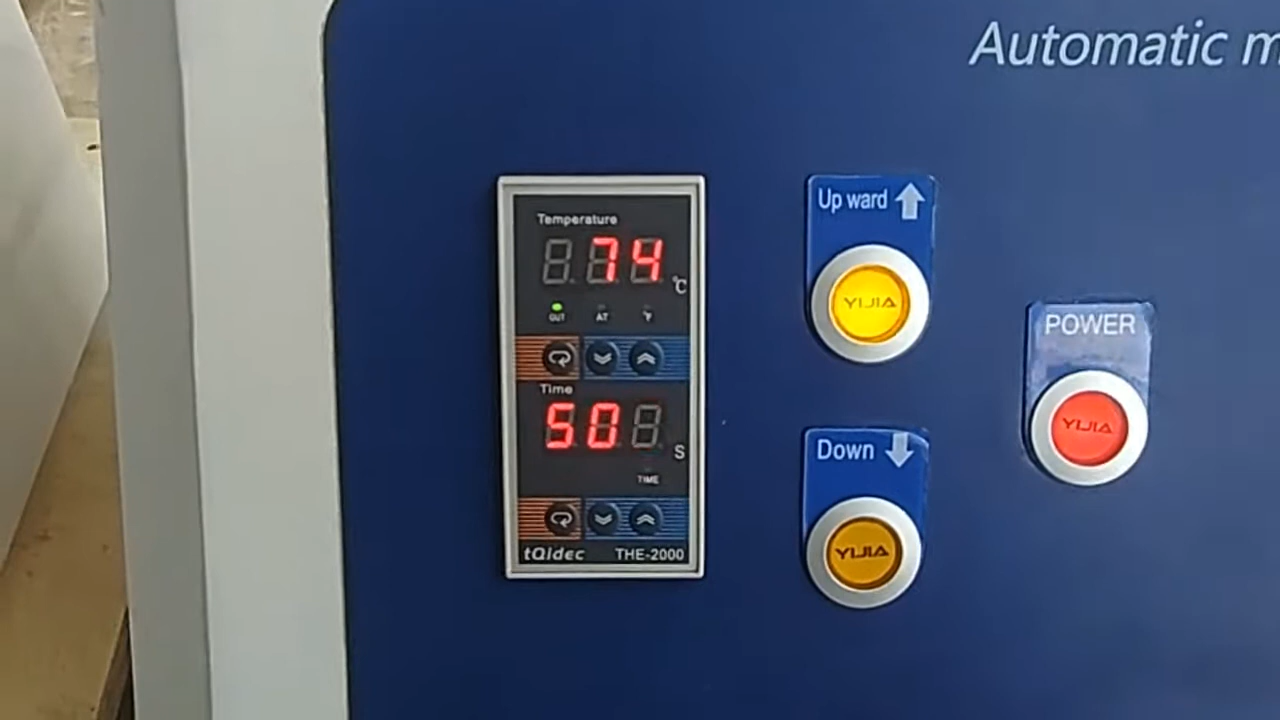 Automatic m
Temperature
74
°C
OUT AT °F
Time
50
S
TIME
tQidec THE-2000
Up ward
YIJIA
Down
YIJIA
POWER
YIJIA